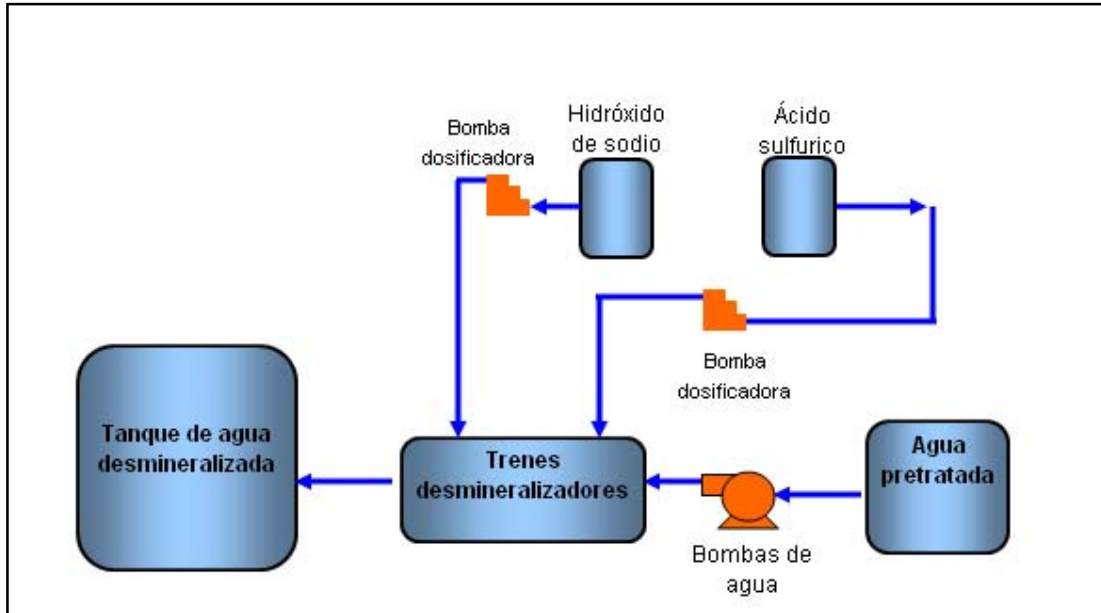 Hidróxido
de sodio
Ácido
sulfurico
Bomba
dosificadora
Bomba
dosificadora
Tanque de agua
desmineralizada
Trenes
desmineralizadores
Agua
pretratada
Bombas de
agua